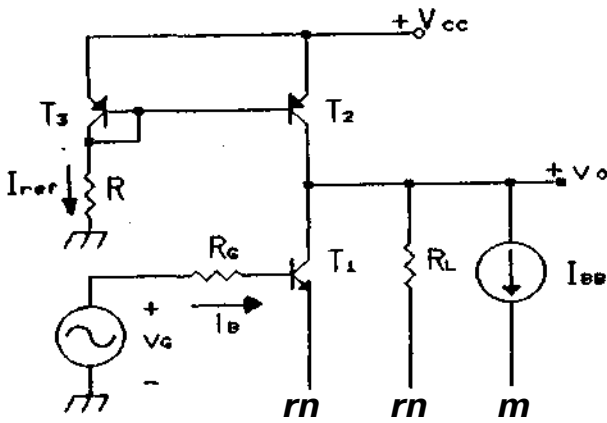 + Vcc
T3
T2
+ Vo
Iref
R
RG
T1
RL
IBB
+
VG
IB
-
rn
rn
m